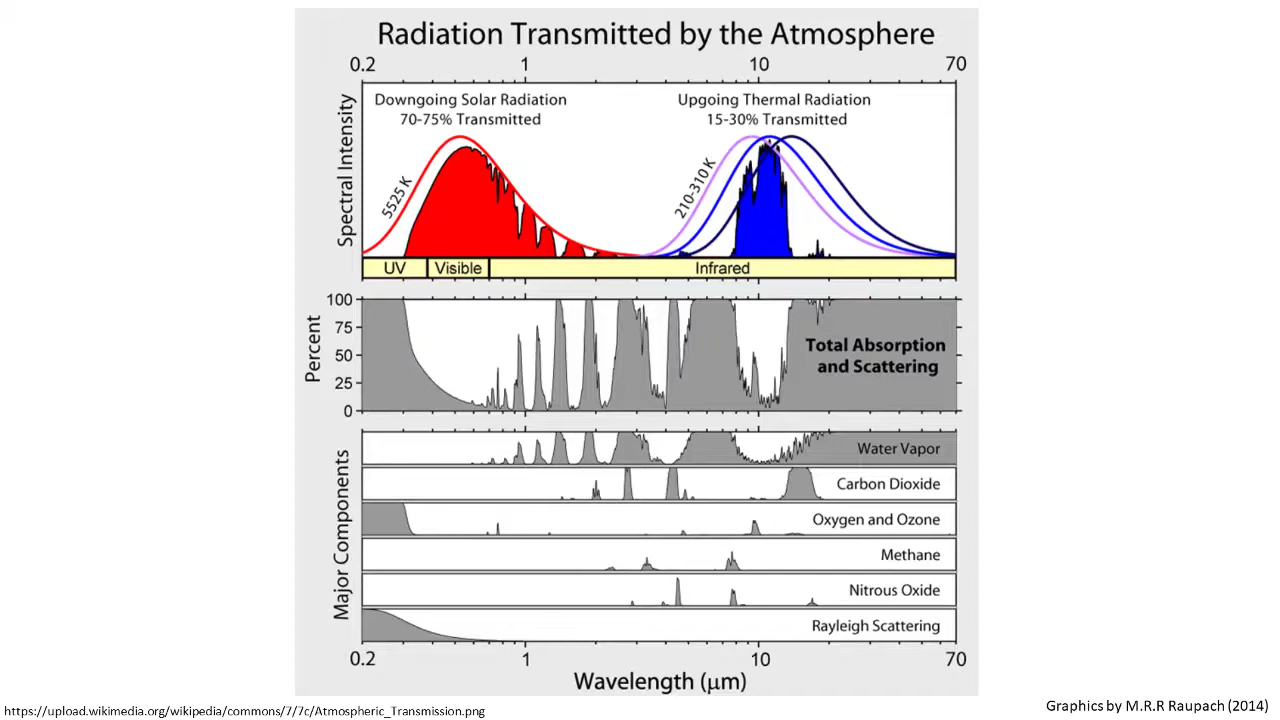 Radiation Transmitted by the Atmosphere
0.2 1 10 70
Spectral Intensity
Downgoing Solar Radiation
70-75% Transmitted
Upgoing Thermal Radiation
15-30% Transmitted
5525 K
210-310 K
UV Visible Infrared
Percent
100
75
50
25
0
Total Absorption
and Scattering
Major Components
Water Vapor
Carbon Dioxide
Oxygen and Ozone
Methane
Nitrous Oxide
Rayleigh Scattering
0.2 1 10 70
Wavelength (μm)
https://upload.wikimedia.org/wikipedia/commons/7/7c/Atmospheric_Transmission.png
Graphics by M.R.R Raupach (2014)